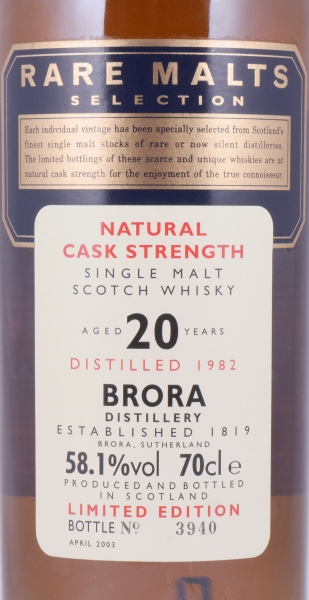 RARE MALTS
SELECTION
Each individual vintage has been specially selected from Scotland's
finest single malt stocks of rare or now silent distilleries.
The limited bottlings of these scarce and unique whiskies are at
natural cask strength for the enjoyment of the true connoisseur.
NATURAL
CASK STRENGTH
SINGLE MALT
SCOTCH WHISKY
AGED 20 YEARS
DISTILLED 1982
BRORA
DISTILLERY
ESTABLISHED 1819
BRORA, SUTHERLAND
58.1%vol 70cl e
PRODUCED AND BOTTLED
IN SCOTLAND
LIMITED EDITION
BOTTLE Nº 3940
APRIL 2003